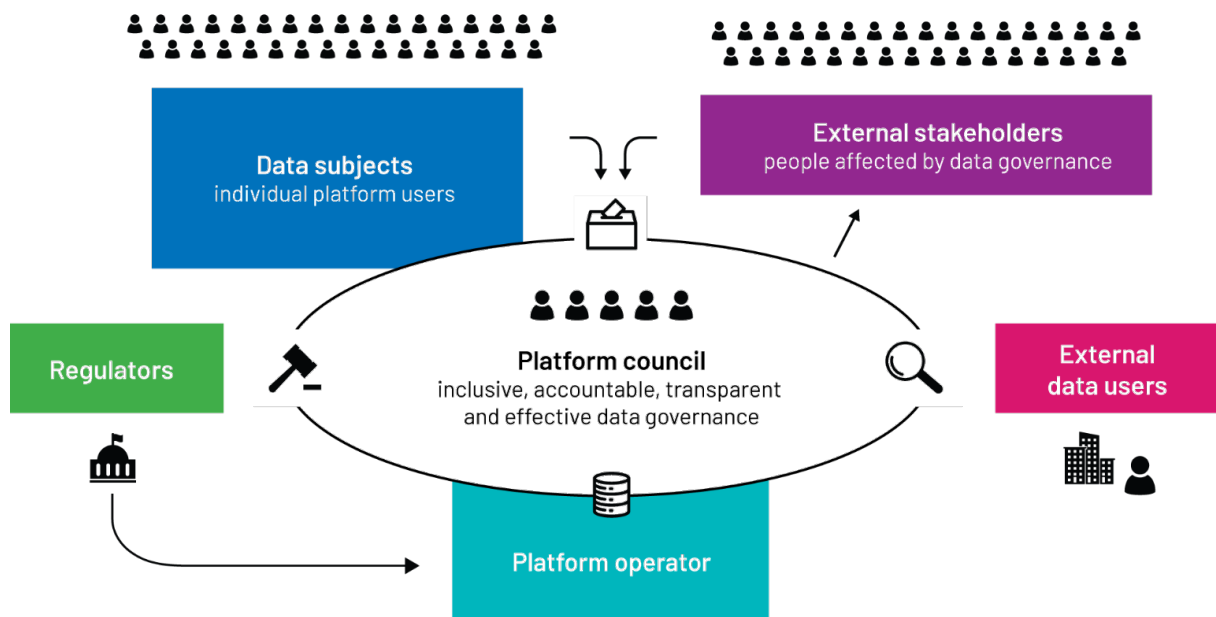 Data subjects
individual platform users
External stakeholders
people affected by data governance
Regulators
Platform council
inclusive, accountable, transparent
and effective data governance
External
data users
Platform operator